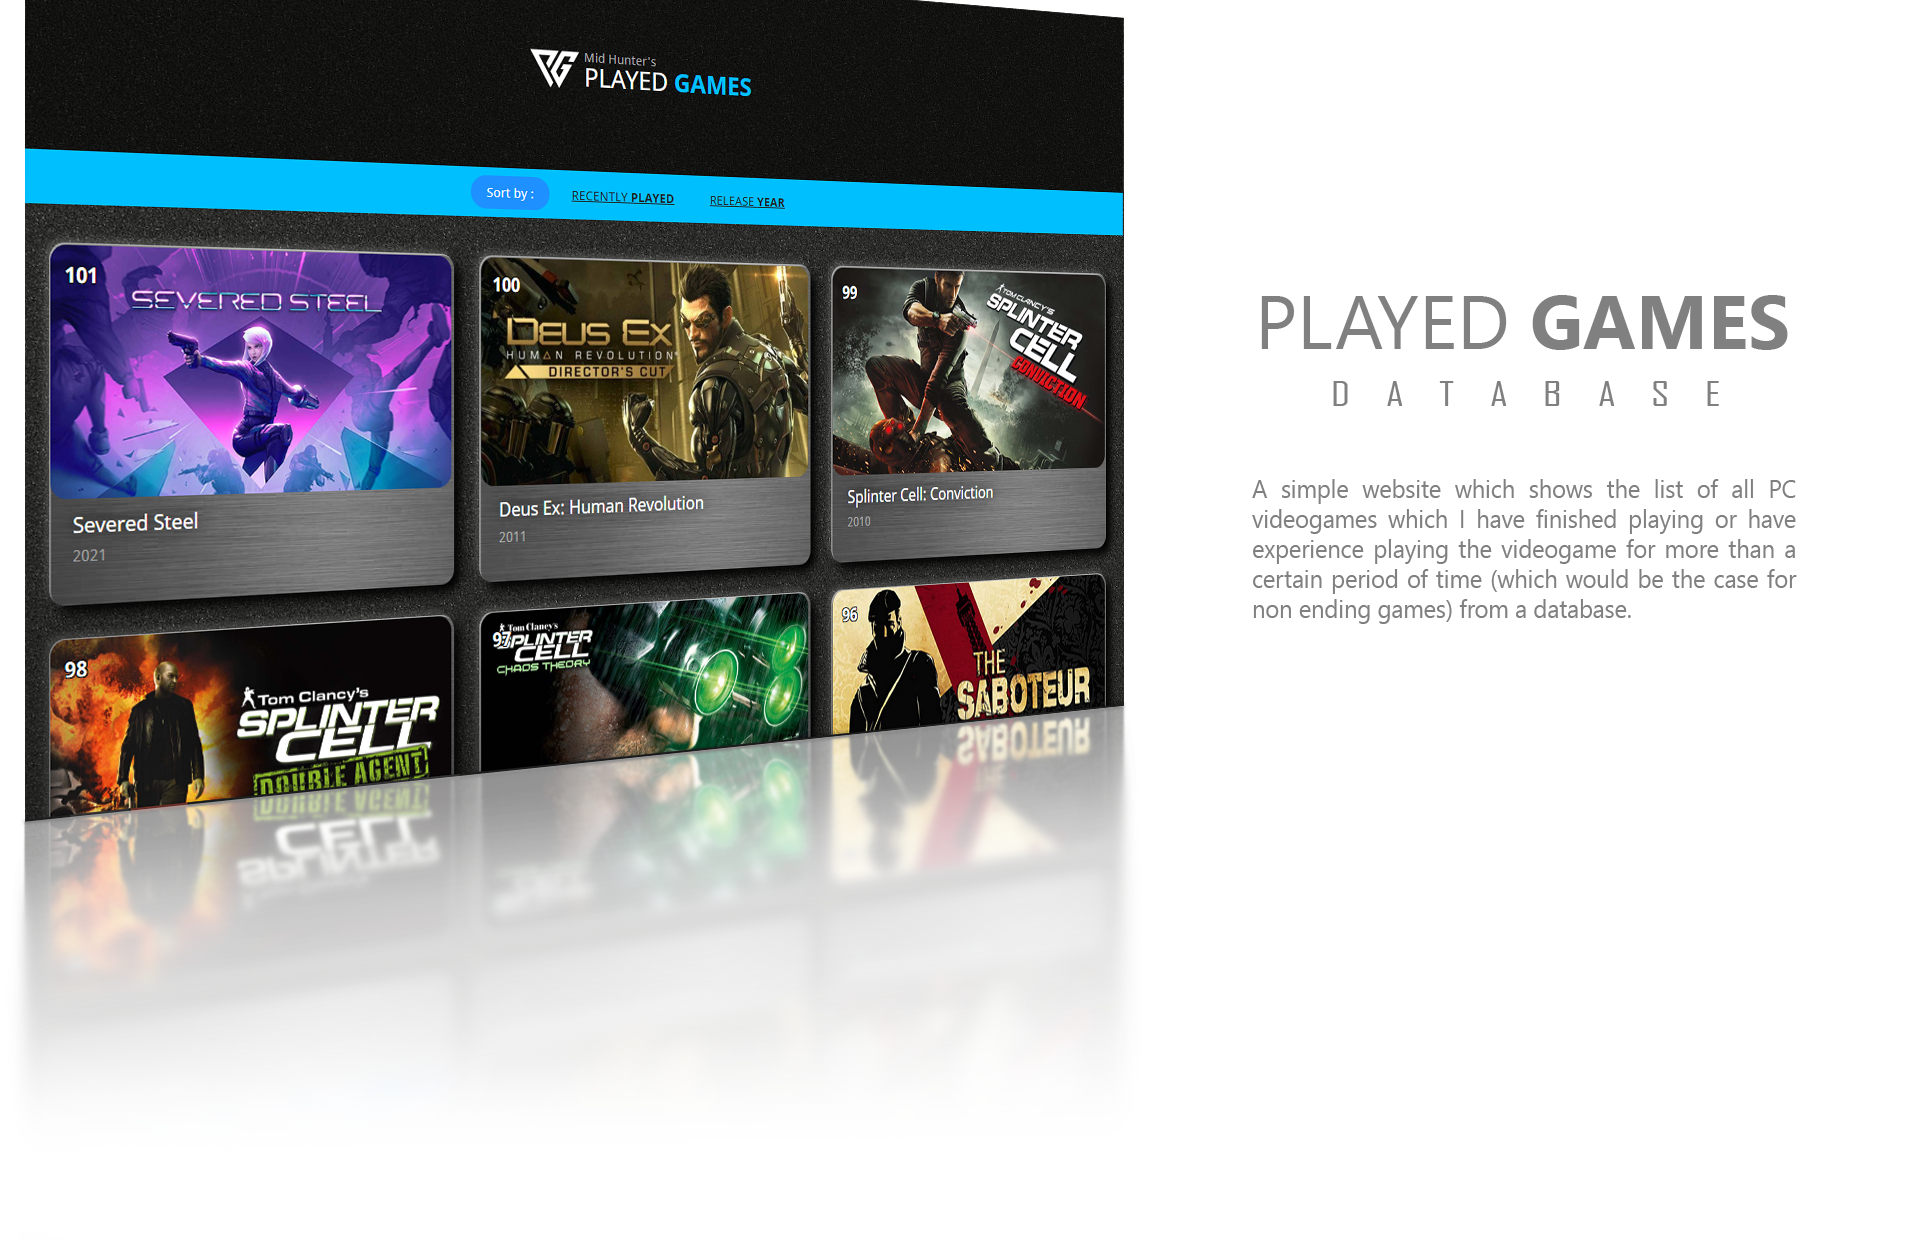 Mid Hunter's
PLAYED GAMES
Sort by :
RECENTLY PLAYED
RELEASE YEAR
101
SEVERED STEEL
Severed Steel
2021
100
DEUS EX
HUMAN REVOLUTION
DIRECTOR'S CUT
Deus Ex: Human Revolution
2011
99
TOM CLANCY'S
SPLINTER
CELL
CONVICTION
Splinter Cell: Conviction
2010
98
Tom Clancy's
SPLINTER
CELL
DOUBLE AGENT
97
Tom Clancy's
SPLINTER
CELL
CHAOS THEORY
96
THE
SABOTEUR
PLAYED GAMES
DATABASE
A simple website which shows the list of all PC
videogames which I have finished playing or have
experience playing the videogame for more than a
certain period of time (which would be the case for
non ending games) from a database.